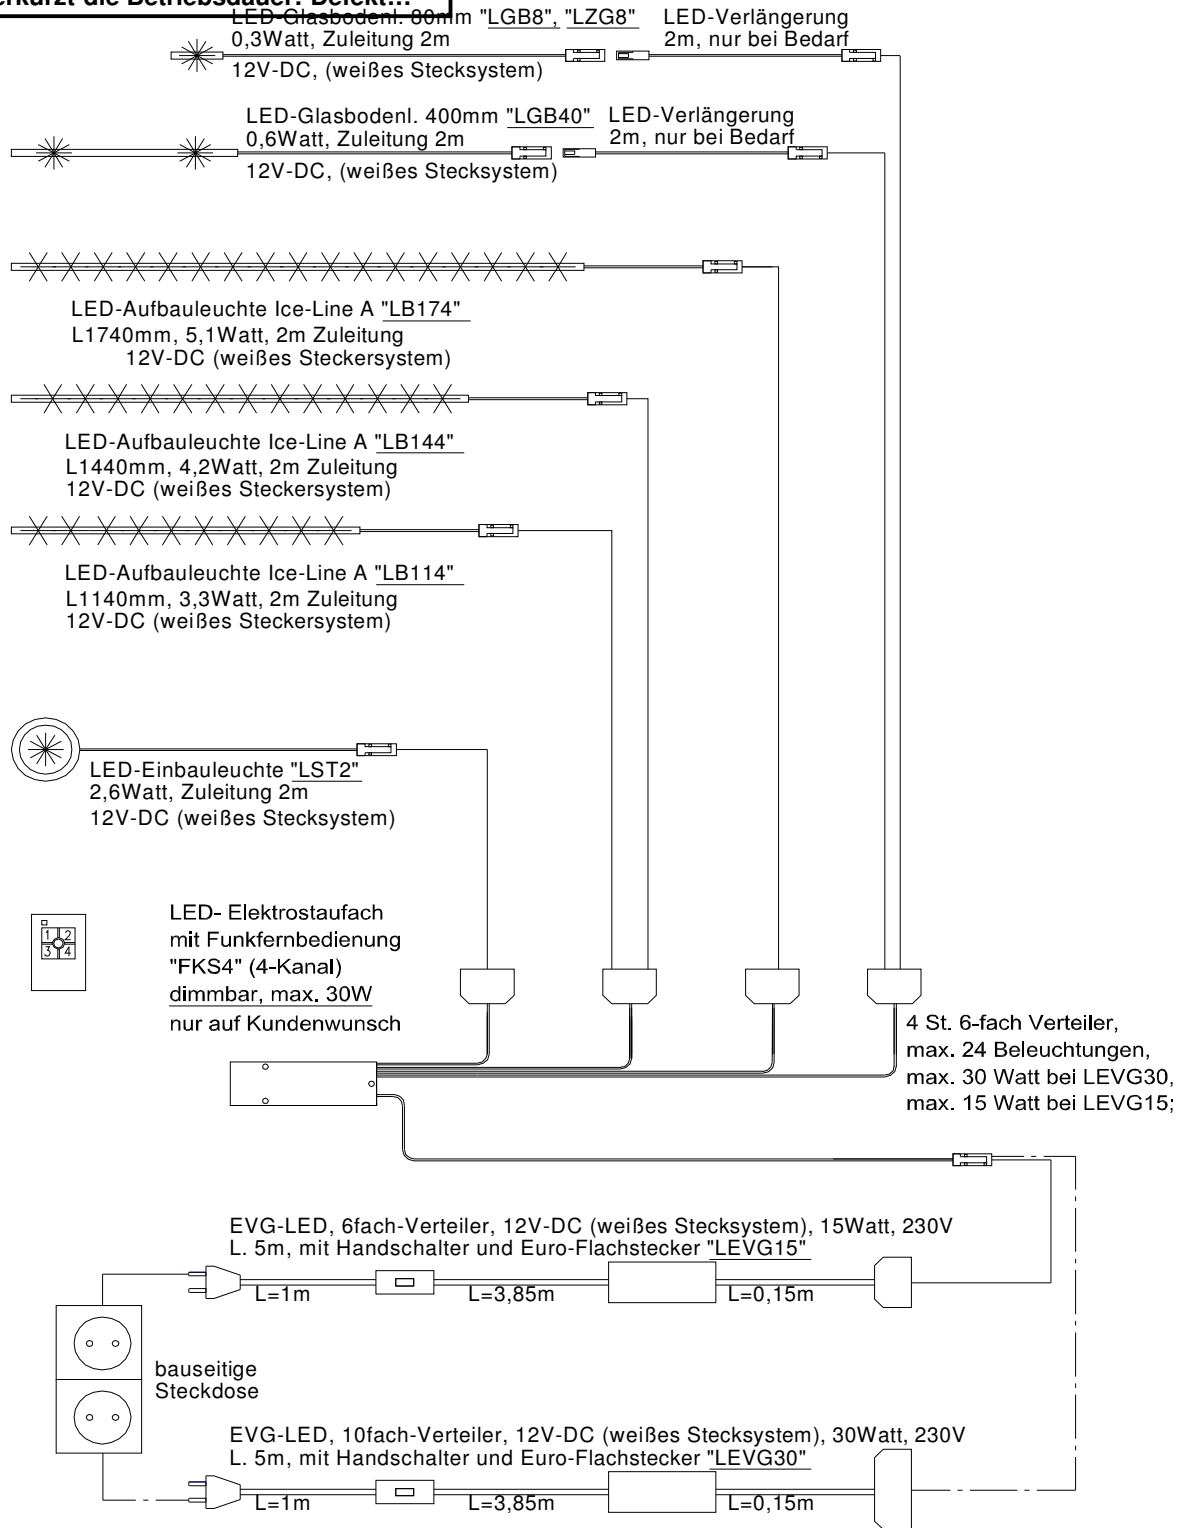 die Betriebsdauer! Defekt...
LED-Glasbodenl. 80mm "LGB8", "LZG8"
0,3Watt, Zuleitung 2m
12V-DC, (weißes Stecksystem)
LED-Verlängerung
2m, nur bei Bedarf
LED-Glasbodenl. 400mm "LGB40"
0,6Watt, Zuleitung 2m
12V-DC, (weißes Stecksystem)
LED-Verlängerung
2m, nur bei Bedarf
LED-Aufbauleuchte Ice-Line A "LB174"
L1740mm, 5,1Watt, 2m Zuleitung
12V-DC (weißes Steckersystem)
LED-Aufbauleuchte Ice-Line A "LB144"
L1440mm, 4,2Watt, 2m Zuleitung
12V-DC (weißes Steckersystem)
LED-Aufbauleuchte Ice-Line A "LB114"
L1140mm, 3,3Watt, 2m Zuleitung
12V-DC (weißes Steckersystem)
LED-Einbauleuchte "LST2"
2,6Watt, Zuleitung 2m
12V-DC (weißes Stecksystem)
1 2
3 4
LED- Elektrostaufach
mit Funkfernbedienung
"FKS4" (4-Kanal)
dimmbar, max. 30W
nur auf Kundenwunsch
4 St. 6-fach Verteiler,
max. 24 Beleuchtungen,
max. 30 Watt bei LEVG30,
max. 15 Watt bei LEVG15;
EVG-LED, 6fach-Verteiler, 12V-DC (weißes Stecksystem), 15Watt, 230V
L. 5m, mit Handschalter und Euro-Flachstecker "LEVG15"
L=1m L=3,85m L=0,15m
bauseitige
Steckdose
EVG-LED, 10fach-Verteiler, 12V-DC (weißes Stecksystem), 30Watt, 230V
L. 5m, mit Handschalter und Euro-Flachstecker "LEVG30"
L=1m L=3,85m L=0,15m